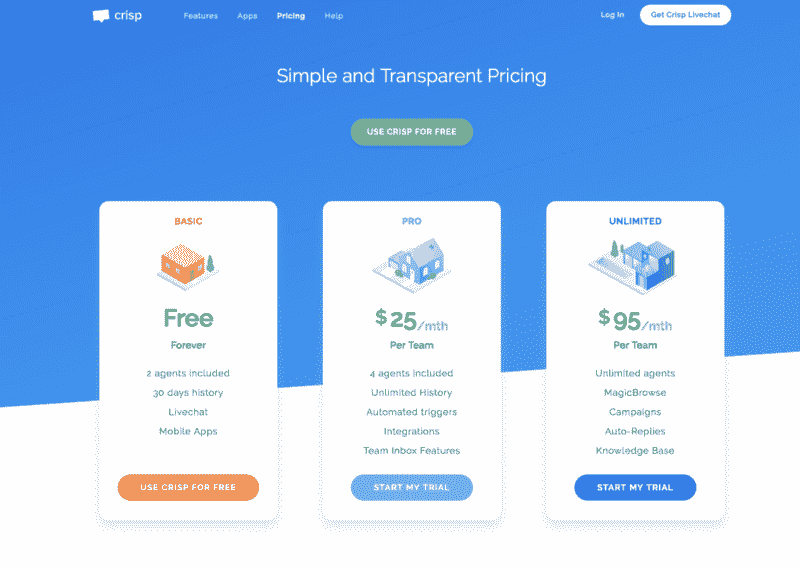 crisp
Features Apps Pricing Help
Log In
Get Crisp Livechat
Simple and Transparent Pricing
USE CRISP FOR FREE
BASIC
Free
Forever
2 agents included
30 days history
Livechat
Mobile Apps
USE CRISP FOR FREE
PRO
$25/mth
Per Team
4 agents included
Unlimited History
Automated triggers
Integrations
Team Inbox Features
START MY TRIAL
UNLIMITED
$95/mth
Per Team
Unlimited agents
MagicBrowse
Campaigns
Auto-Replies
Knowledge Base
START MY TRIAL